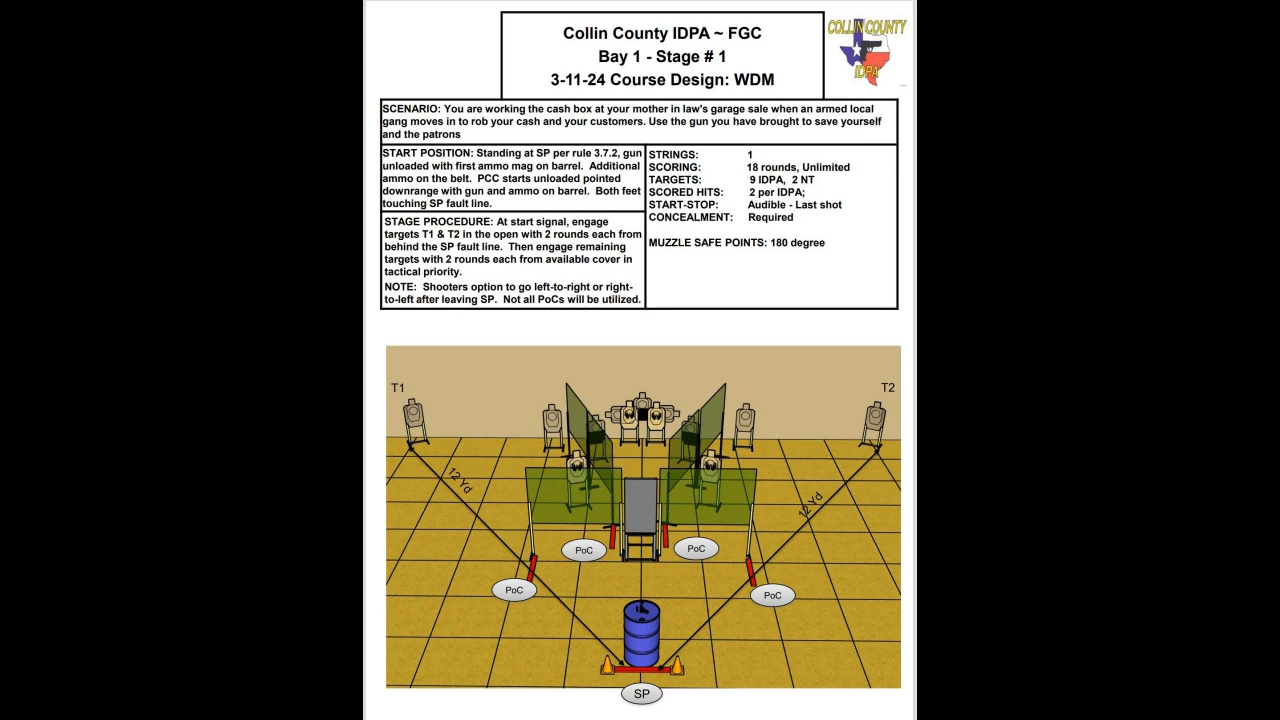 Collin County IDPA ~ FGC
Bay 1 - Stage # 1
3-11-24 Course Design: WDM
COLLIN COUNTY
IDPA
SCENARIO: You are working the cash box at your mother in law's garage sale when an armed local
gang moves in to rob your cash and your customers. Use the gun you have brought to save yourself
and the patrons
START POSITION: Standing at SP per rule 3.7.2, gun
unloaded with first ammo mag on barrel. Additional
ammo on the belt. PCC starts unloaded pointed
downrange with gun and ammo on barrel. Both feet
touching SP fault line.
STAGE PROCEDURE: At start signal, engage
targets T1 & T2 in the open with 2 rounds each from
behind the SP fault line. Then engage remaining
targets with 2 rounds each from available cover in
tactical priority.
NOTE: Shooters option to go left-to-right or right-
to-left after leaving SP. Not all PoCs will be utilized.
STRINGS: 1
SCORING: 18 rounds, Unlimited
TARGETS: 9 IDPA, 2 NT
SCORED HITS: 2 per IDPA;
START-STOP: Audible - Last shot
CONCEALMENT: Required
MUZZLE SAFE POINTS: 180 degree
T1
T2
12 Yd
12 Yd
PoC
PoC
PoC
PoC
SP